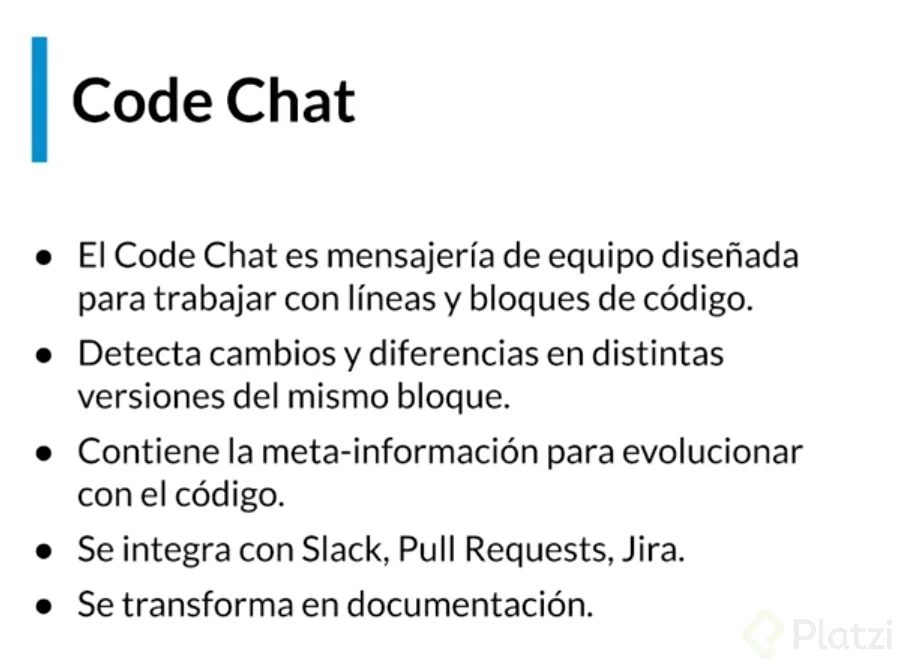 Code Chat
● El Code Chat es mensajería de equipo diseñada
para trabajar con líneas y bloques de código.
● Detecta cambios y diferencias en distintas
versiones del mismo bloque.
● Contiene la meta-información para evolucionar
con el código.
● Se integra con Slack, Pull Requests, Jira.
● Se transforma en documentación.
Platzi